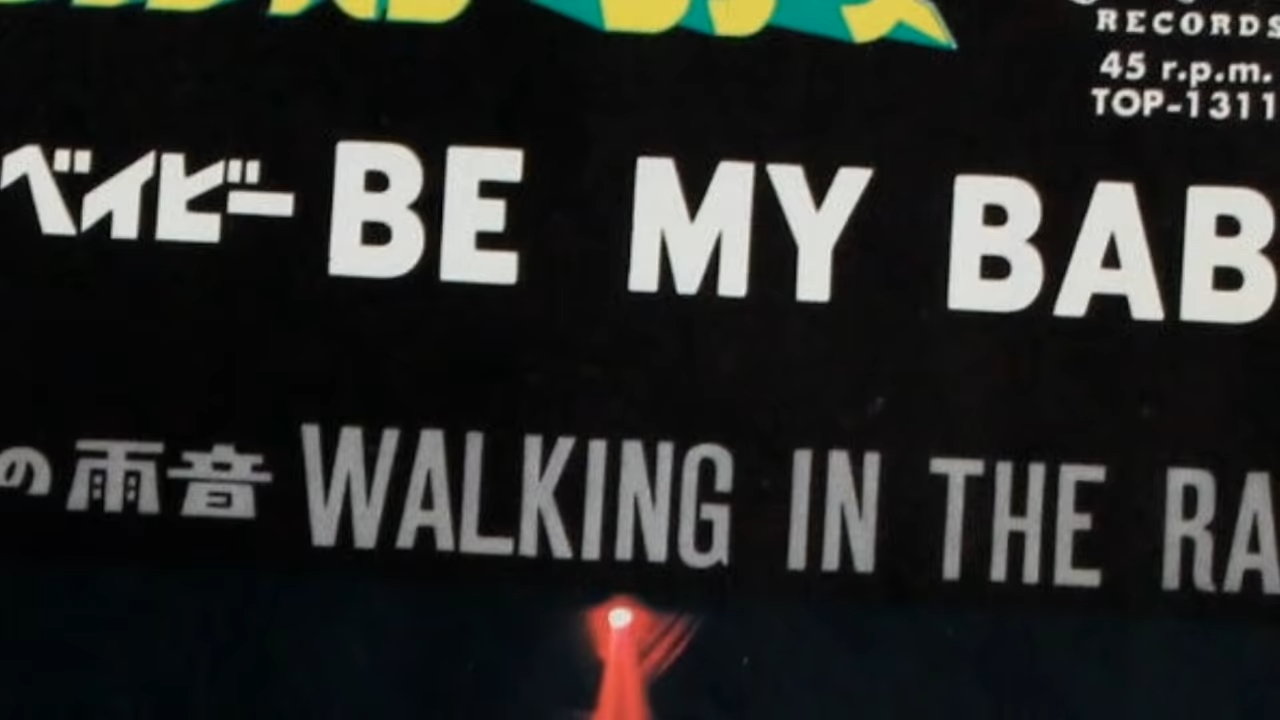 RECORDS
45 r.p.m.
TOP-1311
ベイビー BE MY BAB
の雨音 WALKING IN THE RA